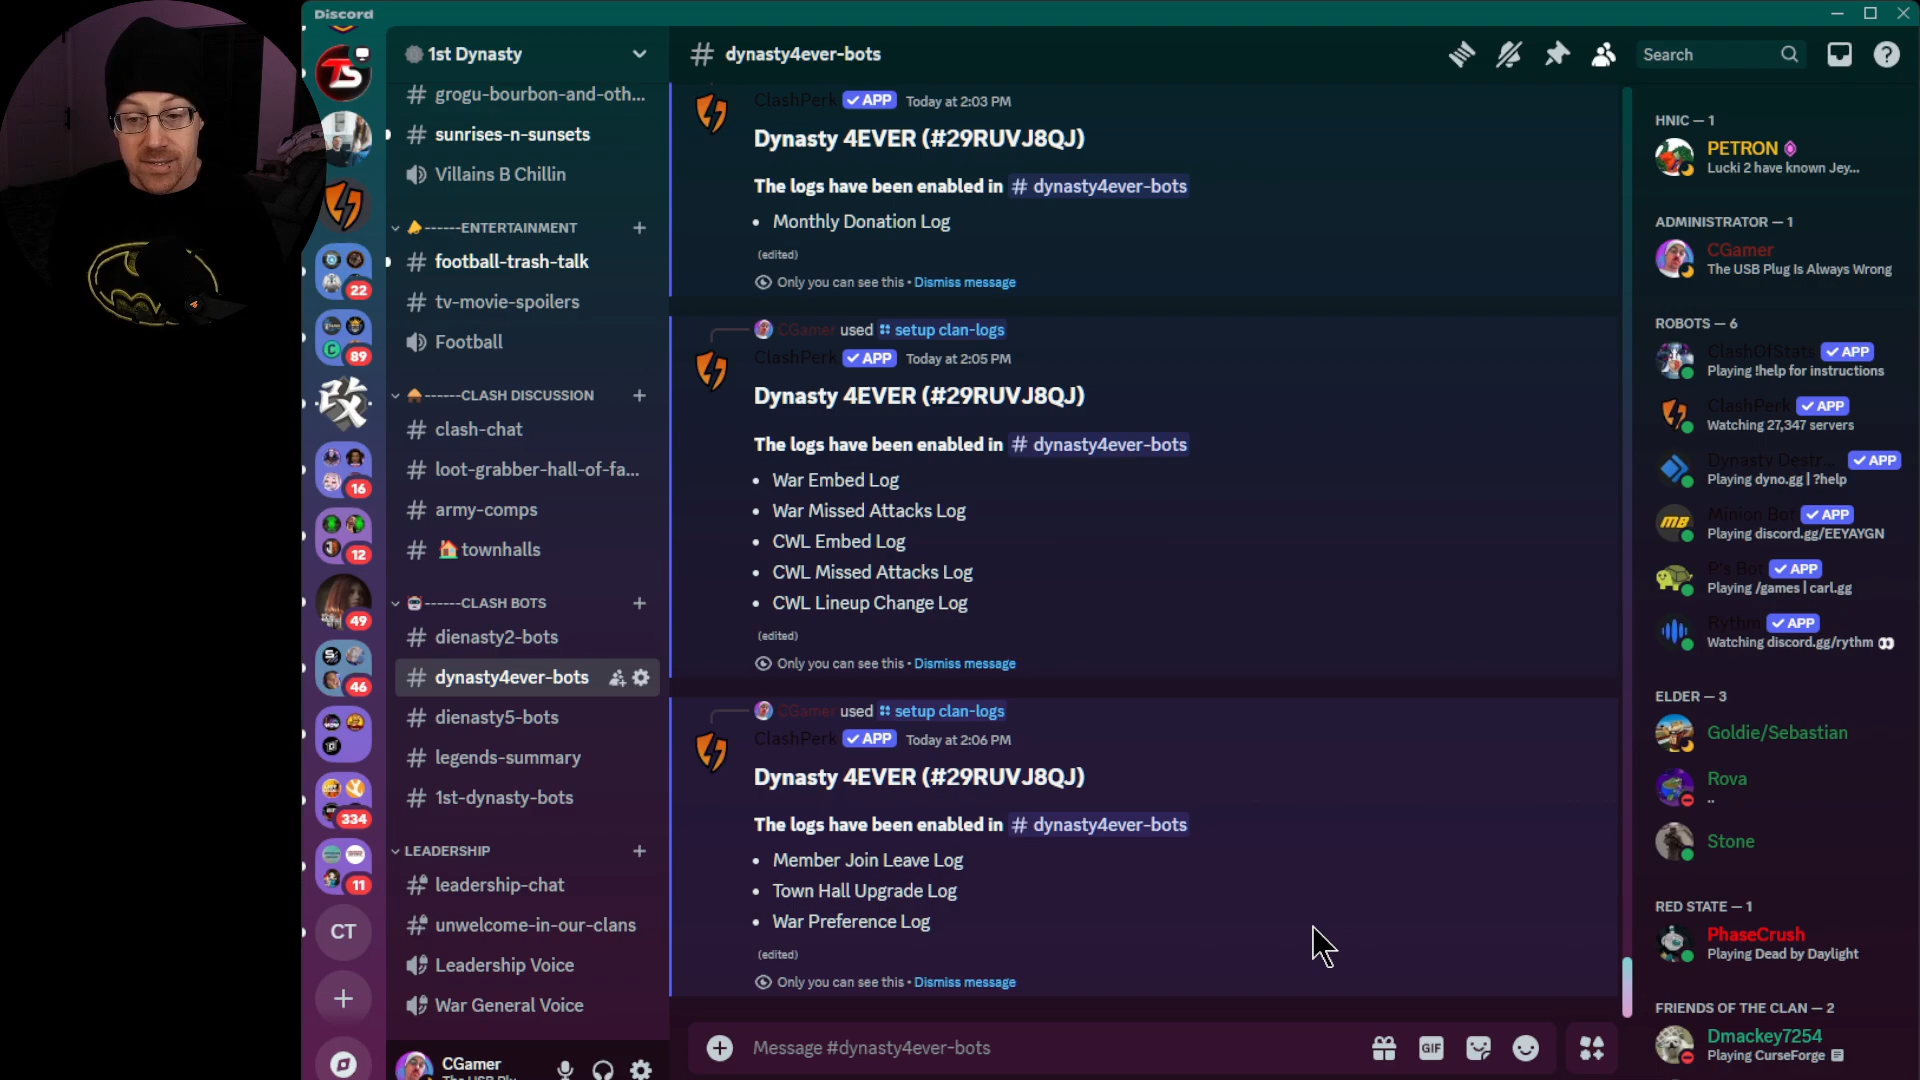 Discord
1st Dynasty
grogu-bourbon-and-oth...
sunrises-n-sunsets
Villains B Chillin
------ENTERTAINMENT
football-trash-talk
tv-movie-spoilers
Football
------CLASH DISCUSSION
clash-chat
loot-grabber-hall-of-fa...
army-comps
townhalls
------CLASH BOTS
dienasty2-bots
dynasty4ever-bots
dienasty5-bots
legends-summary
1st-dynasty-bots
LEADERSHIP
leadership-chat
unwelcome-in-our-clans
Leadership Voice
War General Voice
CGamer
TS
22
89
16
12
49
46
334
11
CT
# dynasty4ever-bots
Search
ClashPerk APP Today at 2:03 PM
Dynasty 4EVER (#29RUVJ8QJ)
The logs have been enabled in # dynasty4ever-bots
• Monthly Donation Log
(edited)
Only you can see this • Dismiss message
CGamer used setup clan-logs
ClashPerk APP Today at 2:05 PM
Dynasty 4EVER (#29RUVJ8QJ)
The logs have been enabled in # dynasty4ever-bots
• War Embed Log
• War Missed Attacks Log
• CWL Embed Log
• CWL Missed Attacks Log
• CWL Lineup Change Log
(edited)
Only you can see this • Dismiss message
CGamer used setup clan-logs
ClashPerk APP Today at 2:06 PM
Dynasty 4EVER (#29RUVJ8QJ)
The logs have been enabled in # dynasty4ever-bots
• Member Join Leave Log
• Town Hall Upgrade Log
• War Preference Log
(edited)
Only you can see this • Dismiss message
Message #dynasty4ever-bots
GIF
HNIC — 1
PETRON
Lucki 2 have known Jey...
ADMINISTRATOR — 1
CGamer
The USB Plug Is Always Wrong
ROBOTS — 6
ClashOfStats APP
Playing !help for instructions
ClashPerk APP
Watching 27,347 servers
Dynasty Destr... APP
Playing dyno.gg | ?help
Minion Bot APP
Playing discord.gg/EEYAYGN
P's Bot APP
Playing /games | carl.gg
Rythm APP
Watching discord.gg/rythm 👀
ELDER — 3
Goldie/Sebastian
Rova
..
Stone
RED STATE — 1
PhaseCrush
Playing Dead by Daylight
FRIENDS OF THE CLAN — 2
Dmackey7254
Playing CurseForge